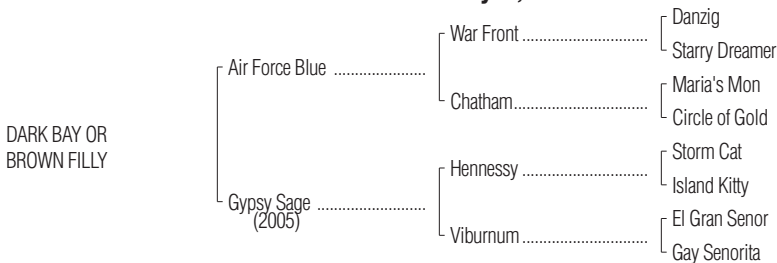 Danzig
War Front ........................................
Starry Dreamer
Air Force Blue .............................
Maria's Mon
Chatham..........................................
Circle of Gold
DARK BAY OR
BROWN FILLY
Storm Cat
Hennessy ........................................
Island Kitty
Gypsy Sage ..................................
(2005)
El Gran Senor
Viburnum ........................................
Gay Senorita